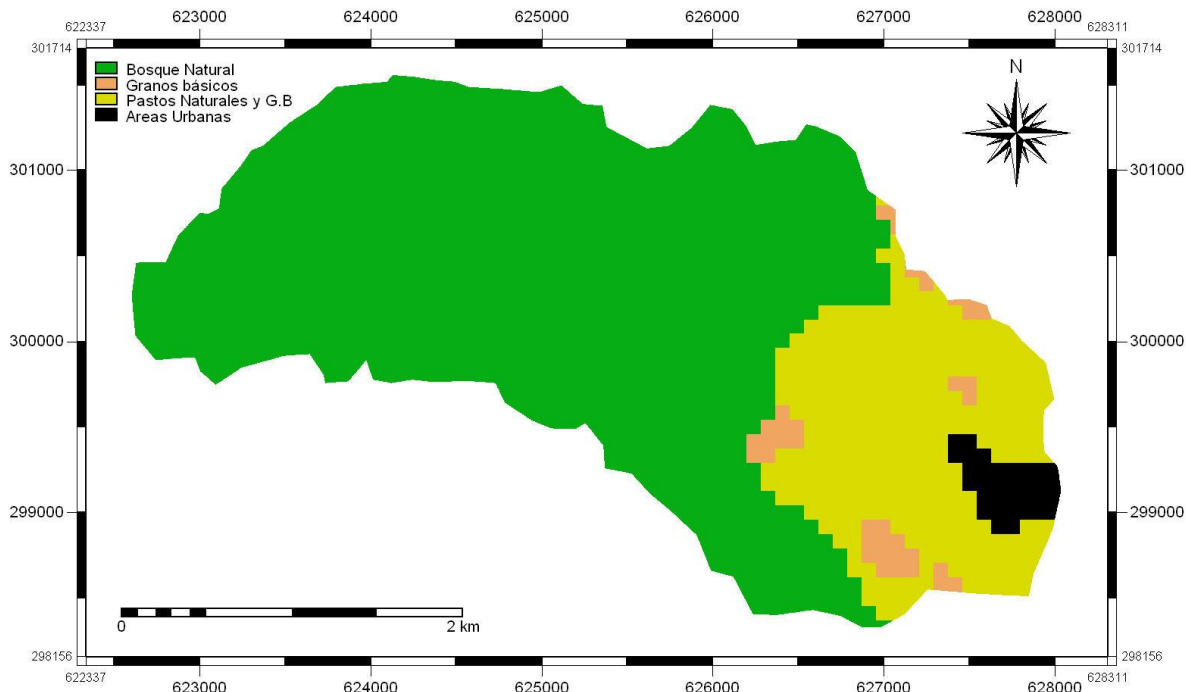 623000 624000 625000 626000 627000 628000
622337 628311
301714 301714
Bosque Natural
Granos básicos
Pastos Naturales y G.B
Areas Urbanas
N
301000 301000
300000 300000
299000 299000
0 2 km
298156 298156
622337 628311
623000 624000 625000 626000 627000 628000